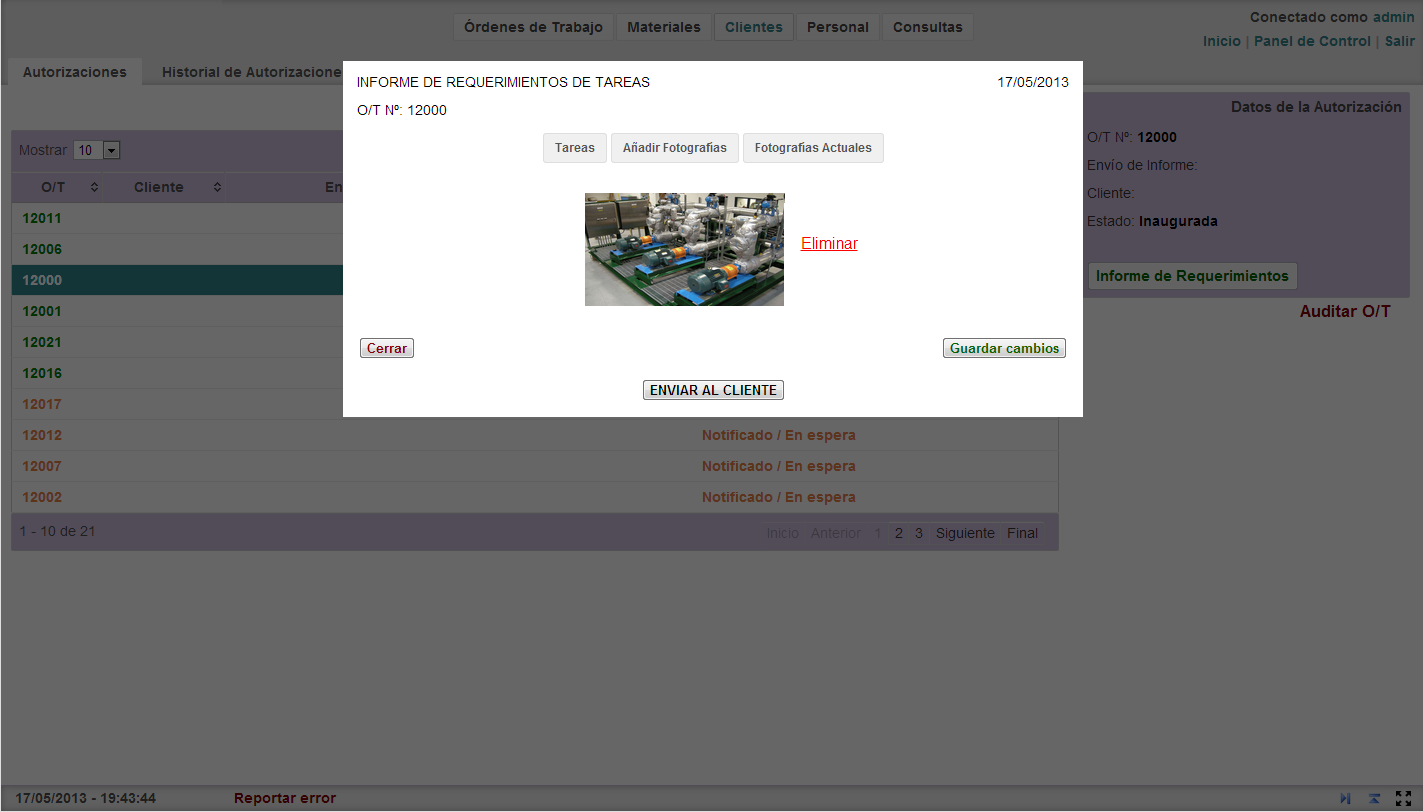 Órdenes de Trabajo Materiales Clientes Personal Consultas
Conectado como admin
Inicio | Panel de Control | Salir
Autorizaciones Historial de Autorizacione
INFORME DE REQUERIMIENTOS DE TAREAS 17/05/2013
O/T Nº: 12000
Tareas Añadir Fotografias Fotografias Actuales
Eliminar
Cerrar Guardar cambios
ENVIAR AL CLIENTE
Datos de la Autorización
O/T Nº: 12000
Envío de Informe:
Cliente:
Estado: Inaugurada
Informe de Requerimientos
Auditar O/T
Mostrar 10
O/T Cliente En
12011
12006
12000
12001
12021
12016
12017
12012 Notificado / En espera
12007 Notificado / En espera
12002 Notificado / En espera
1 - 10 de 21 Inicio Anterior 1 2 3 Siguiente Final
17/05/2013 - 19:43:44 Reportar error